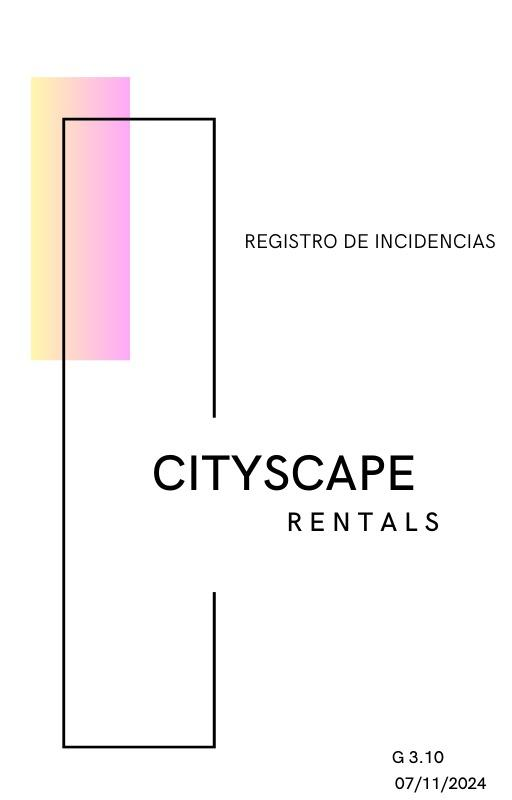 REGISTRO DE INCIDENCIAS
CITYSCAPE
RENTALS
G 3.10
07/11/2024